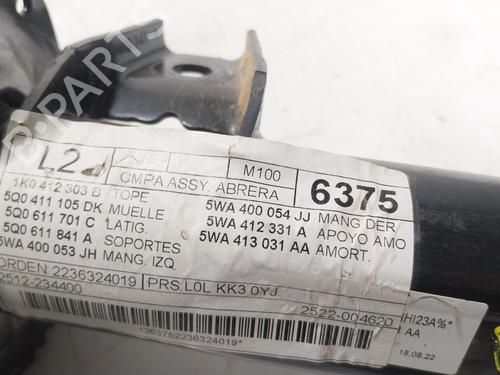 B-PARTS
L2
M100
CMPA ASSY. ABRERA
6375
1K0 412 303 B TOPE
5Q0 411 105 DK MUELLE
5Q0 611 701 C LATIG.
5Q0 611 841 A SOPORTES
5WA 400 053 JH MANG. IZQ.
5WA 400 054 JJ MANG DER
5WA 412 331 A APOYO AMO
5WA 413 031 AA AMORT.
ORDEN: 2236324019
PRS:L0L KK3 0YJ
2512-234400
2522-004620
HI23A%*
AA
*263752236324019*
18.08.22